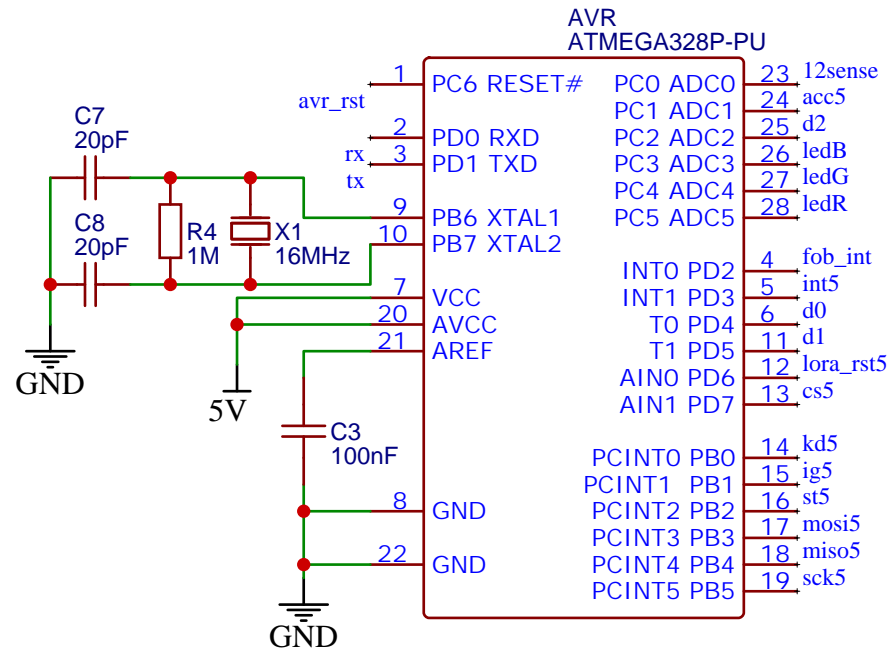 AVR
ATMEGA328P-PU
1
PC6 RESET#
avr_rst
2
PD0 RXD
rx
3
PD1 TXD
tx
C7
20pF
C8
20pF
R4
1M
X1
16MHz
9
PB6 XTAL1
10
PB7 XTAL2
7
VCC
20
AVCC
21
AREF
GND
5V
C3
100nF
8
GND
22
GND
GND
PC0 ADC0 23 12sense
PC1 ADC1 24 acc5
PC2 ADC2 25 d2
PC3 ADC3 26 ledB
PC4 ADC4 27 ledG
PC5 ADC5 28 ledR
INT0 PD2 4 fob_int
INT1 PD3 5 int5
T0 PD4 6 d0
T1 PD5 11 d1
AIN0 PD6 12 lora_rst5
AIN1 PD7 13 cs5
PCINT0 PB0 14 kd5
PCINT1 PB1 15 ig5
PCINT2 PB2 16 st5
PCINT3 PB3 17 mosi5
PCINT4 PB4 18 miso5
PCINT5 PB5 19 sck5